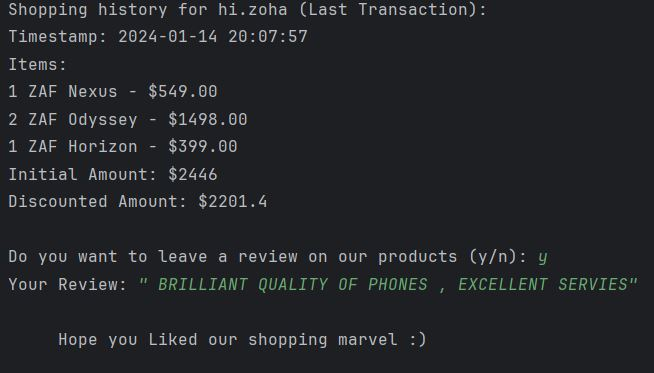 Shopping history for hi.zoha (Last Transaction):
Timestamp: 2024-01-14 20:07:57
Items:
1 ZAF Nexus - $549.00
2 ZAF Odyssey - $1498.00
1 ZAF Horizon - $399.00
Initial Amount: $2446
Discounted Amount: $2201.4
Do you want to leave a review on our products (y/n): y
Your Review: " BRILLIANT QUALITY OF PHONES , EXCELLENT SERVIES"
Hope you Liked our shopping marvel :)